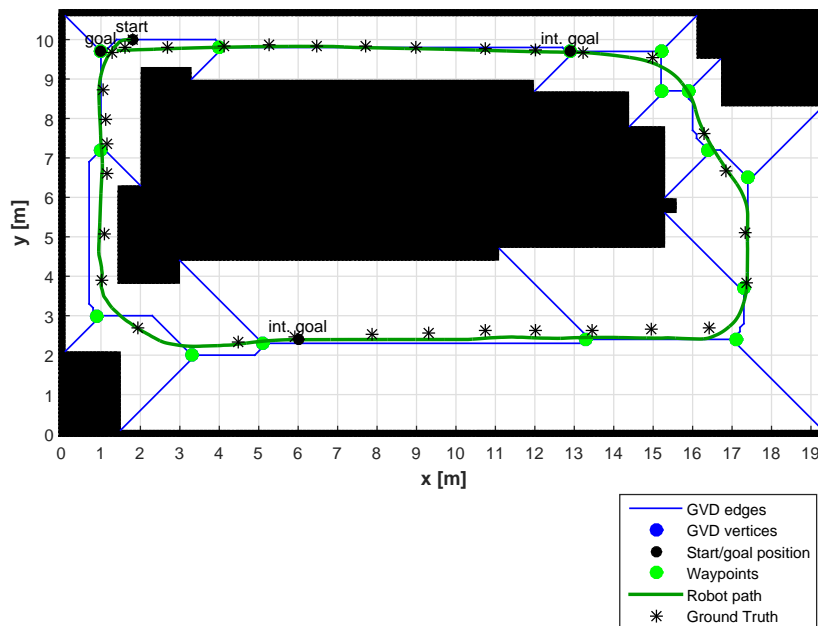 start
goal
int. goal
10
9
8
7
6
5
4
3
2
1
0
y [m]
int. goal
0 1 2 3 4 5 6 7 8 9 10 11 12 13 14 15 16 17 18 19
x [m]
GVD edges
GVD vertices
Start/goal position
Waypoints
Robot path
Ground Truth